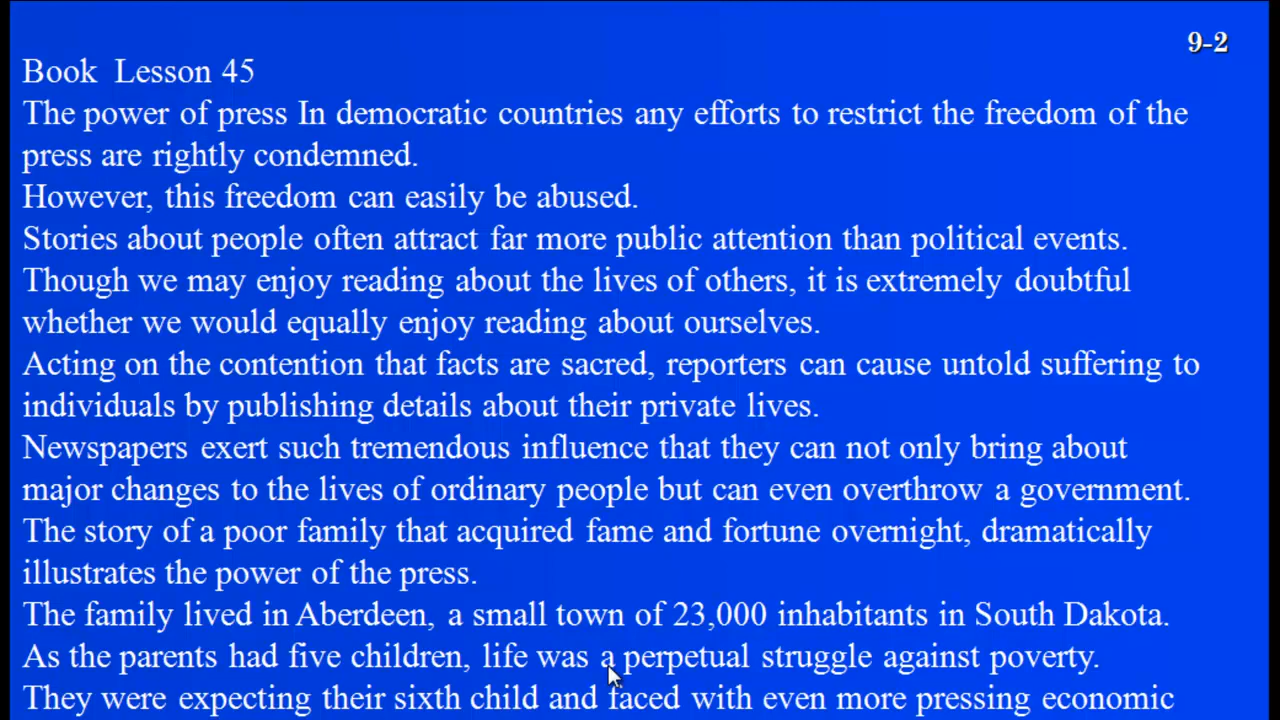 9-2
Book Lesson 45
The power of press In democratic countries any efforts to restrict the freedom of the
press are rightly condemned.
However, this freedom can easily be abused.
Stories about people often attract far more public attention than political events.
Though we may enjoy reading about the lives of others, it is extremely doubtful
whether we would equally enjoy reading about ourselves.
Acting on the contention that facts are sacred, reporters can cause untold suffering to
individuals by publishing details about their private lives.
Newspapers exert such tremendous influence that they can not only bring about
major changes to the lives of ordinary people but can even overthrow a government.
The story of a poor family that acquired fame and fortune overnight, dramatically
illustrates the power of the press.
The family lived in Aberdeen, a small town of 23,000 inhabitants in South Dakota.
As the parents had five children, life was a perpetual struggle against poverty.
They were expecting their sixth child and faced with even more pressing economic